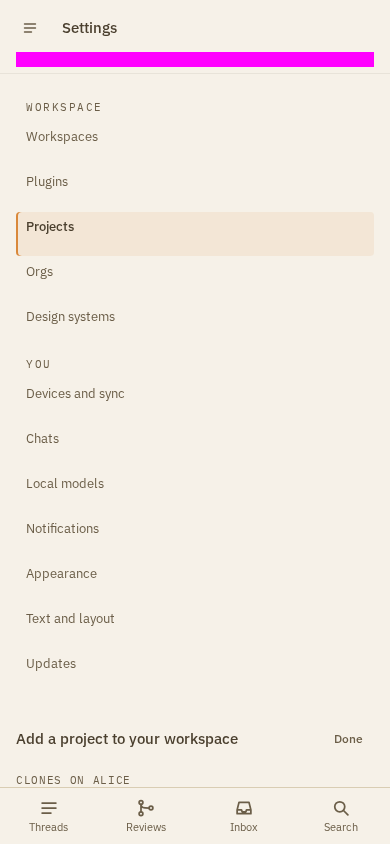 Settings
WORKSPACE
Workspaces
Plugins
Projects
Orgs
Design systems
YOU
Devices and sync
Chats
Local models
Notifications
Appearance
Text and layout
Updates
Add a project to your workspace
Done
CLONES ON ALICE
Threads
Reviews
Inbox
Search